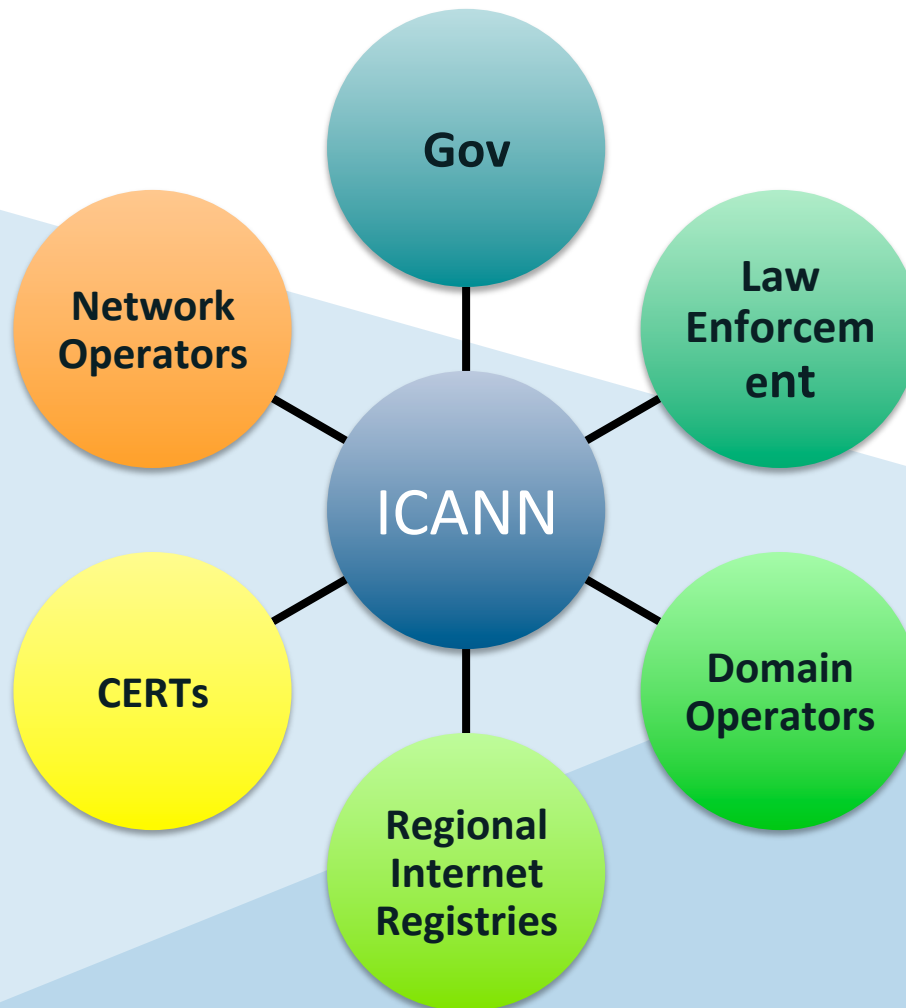 Gov
Law
Enforcem
ent
Network
Operators
ICANN
Domain
Operators
CERTs
Regional
Internet
Registries